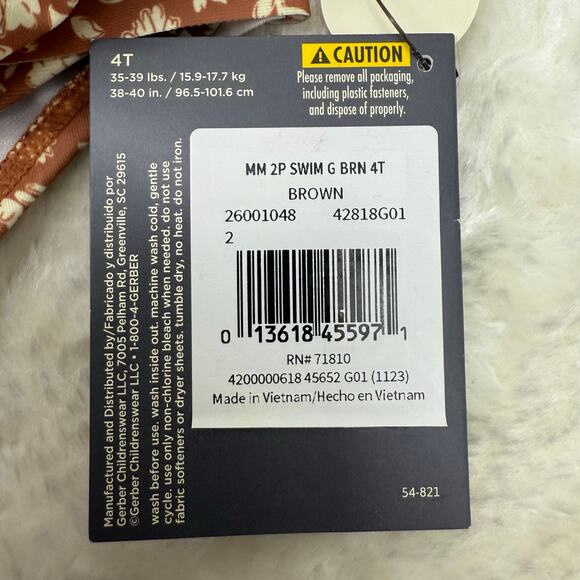 4T
35-39 lbs. / 15.9-17.7 kg
38-40 in. / 96.5-101.6 cm
CAUTION
Please remove all packaging,
including plastic fasteners,
and dispose of properly.
MM 2P SWIM G BRN 4T
BROWN
26001048 42818G01
2
0 13618 45597 1
RN# 71810
4200000618 45652 G01 (1123)
Made in Vietnam/Hecho en Vietnam
54-821
Manufactured and Distributed by/Fabricado y distribuido por
Gerber Childrenswear LLC, 7005 Pelham Rd, Greenville, SC 29615
©Gerber Childrenswear LLC • 1-800-4-GERBER
wash before use. wash inside out. machine wash cold, gentle
cycle. use only non-chlorine bleach when needed. do not use
fabric softeners or dryer sheets. tumble dry, no heat. do not iron.